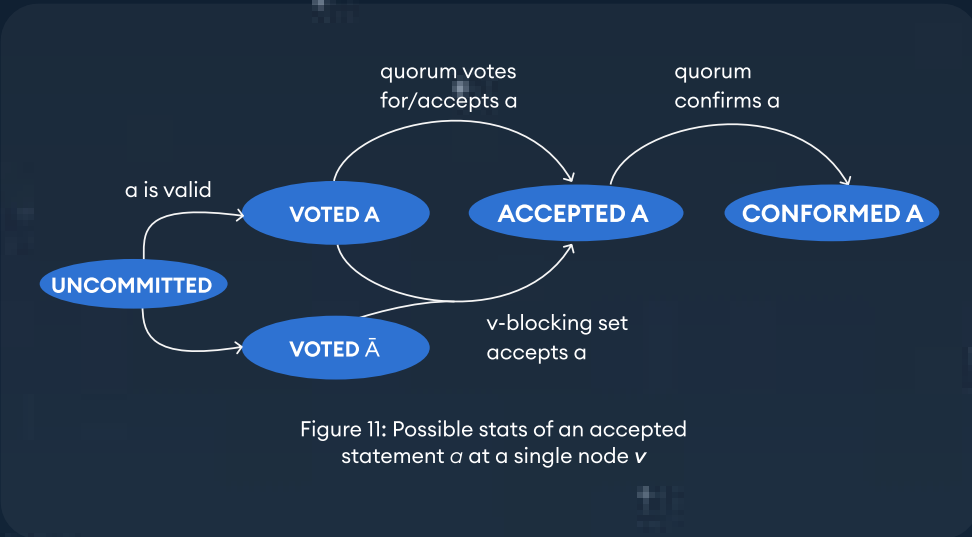 quorum votes
for/accepts a
quorum
confirms a
a is valid
VOTED A
ACCEPTED A
CONFORMED A
UNCOMMITTED
VOTED Ā
v-blocking set
accepts a
Figure 11: Possible stats of an accepted
statement a at a single node v